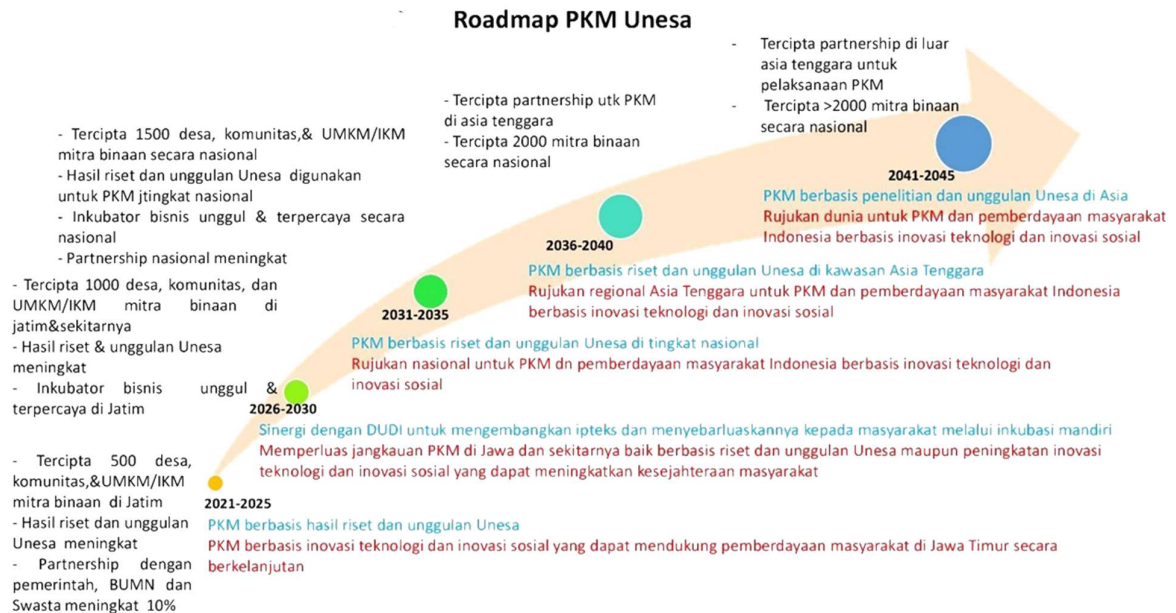 Roadmap PKM Unesa
- Tercipta partnership di luar
asia tenggara untuk
pelaksanaan PKM
- Tercipta >2000 mitra binaan
secara nasional
- Tercipta partnership utk PKM
di asia tenggara
- Tercipta 2000 mitra binaan
secara nasional
- Tercipta 1500 desa, komunitas,& UMKM/IKM
mitra binaan secara nasional
- Hasil riset dan unggulan Unesa digunakan
untuk PKM jtingkat nasional
- Inkubator bisnis unggul & terpercaya secara
nasional
- Partnership nasional meningkat
- Tercipta 1000 desa, komunitas, dan
UMKM/IKM mitra binaan di
jatim&sekitarnya
- Hasil riset & unggulan Unesa
meningkat
- Inkubator bisnis unggul &
terpercaya di Jatim
- Tercipta 500 desa,
komunitas,&UMKM/IKM
mitra binaan di Jatim
- Hasil riset dan unggulan
Unesa meningkat
- Partnership dengan
pemerintah, BUMN dan
Swasta meningkat 10%
2041-2045
PKM berbasis penelitian dan unggulan Unesa di Asia
Rujukan dunia untuk PKM dan pemberdayaan masyarakat
Indonesia berbasis inovasi teknologi dan inovasi sosial
2036-2040
PKM berbasis riset dan unggulan Unesa di kawasan Asia Tenggara
Rujukan regional Asia Tenggara untuk PKM dan pemberdayaan masyarakat Indonesia
berbasis inovasi teknologi dan inovasi sosial
2031-2035
PKM berbasis riset dan unggulan Unesa di tingkat nasional
Rujukan nasional untuk PKM dn pemberdayaan masyarakat Indonesia berbasis inovasi teknologi dan
inovasi sosial
2026-2030
Sinergi dengan DUDI untuk mengembangkan ipteks dan menyebarluaskannya kepada masyarakat melalui inkubasi mandiri
Memperluas jangkauan PKM di Jawa dan sekitarnya baik berbasis riset dan unggulan Unesa maupun peningkatan inovasi
teknologi dan inovasi sosial yang dapat meningkatkan kesejahteraan masyarakat
2021-2025
PKM berbasis hasil riset dan unggulan Unesa
PKM berbasis inovasi teknologi dan inovasi sosial yang dapat mendukung pemberdayaan masyarakat di Jawa Timur secara
berkelanjutan